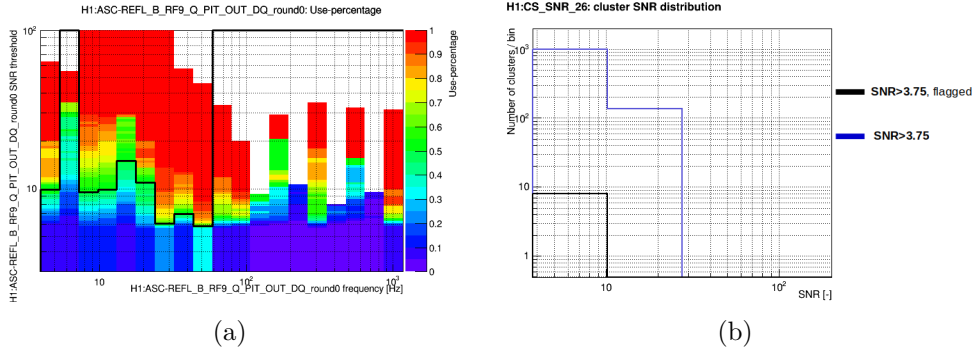 H1:ASC-REFL_B_RF9_Q_PIT_OUT_DQ_round0: Use-percentage
H1:ASC-REFL_B_RF9_Q_PIT_OUT_DQ_round0 SNR threshold
10²
10
10
10²
10³
H1:ASC-REFL_B_RF9_Q_PIT_OUT_DQ_round0 frequency [Hz]
1
0.9
0.8
0.7
0.6
0.5
0.4
0.3
0.2
0.1
0
Use-percentage
(a)
H1:CS_SNR_26: cluster SNR distribution
Number of clusters / bin
10³
10²
10
1
10
10²
SNR [-]
SNR>3.75, flagged
SNR>3.75
(b)